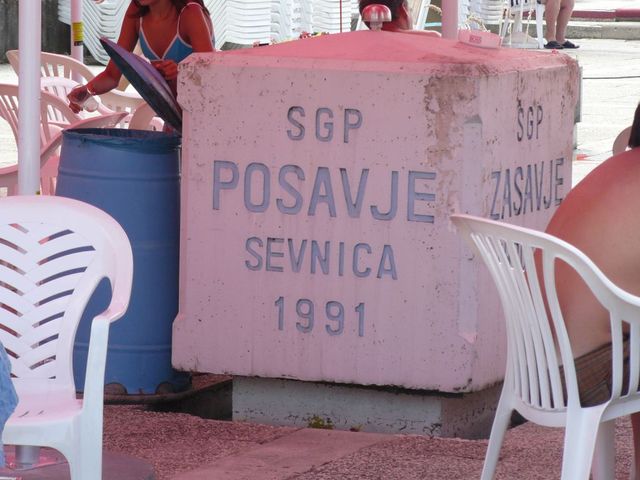 SGP
POSAVJE
SEVNICA
1991
SGP
ZASAVJE